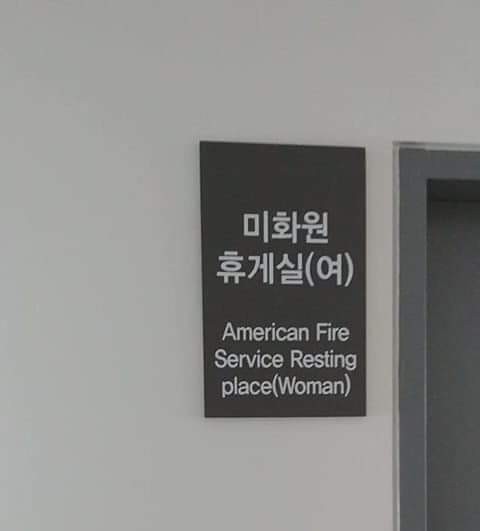 미화원
휴게실(여)
American Fire
Service Resting
place(Woman)